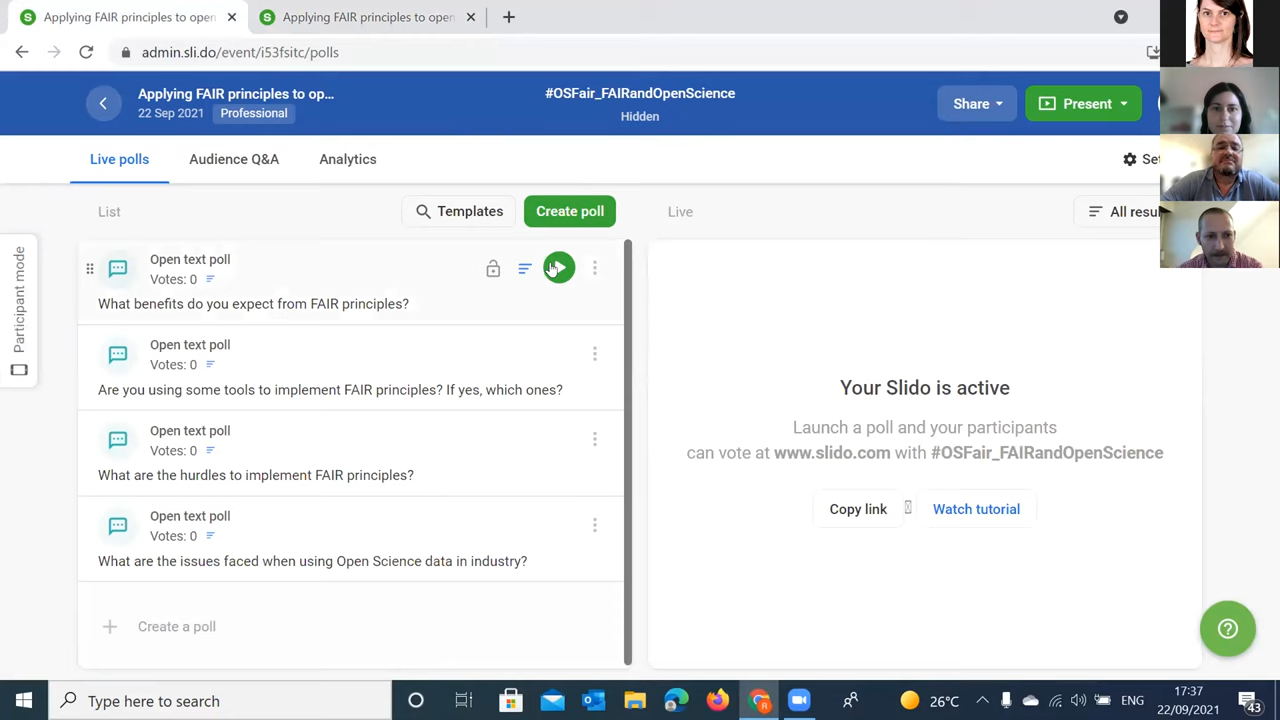 Applying FAIR principles to open
Applying FAIR principles to open
admin.sli.do/event/i53fsitc/polls
Applying FAIR principles to op...
22 Sep 2021
Professional
#OSFair_FAIRandOpenScience
Hidden
Share
Present
Live polls
Audience Q&A
Analytics
Set
List
Templates
Create poll
Live
All resu
Participant mode
Open text poll
Votes: 0
What benefits do you expect from FAIR principles?
Open text poll
Votes: 0
Are you using some tools to implement FAIR principles? If yes, which ones?
Open text poll
Votes: 0
What are the hurdles to implement FAIR principles?
Open text poll
Votes: 0
What are the issues faced when using Open Science data in industry?
Create a poll
Your Slido is active
Launch a poll and your participants
can vote at www.slido.com with #OSFair_FAIRandOpenScience
Copy link
Watch tutorial
Type here to search
26°C
ENG
17:37
22/09/2021
43